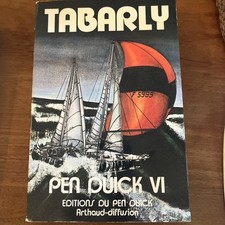 TABARLY
PEN DUICK VI
EDITIONS DU PEN DUICK
Arthaud-diffusion